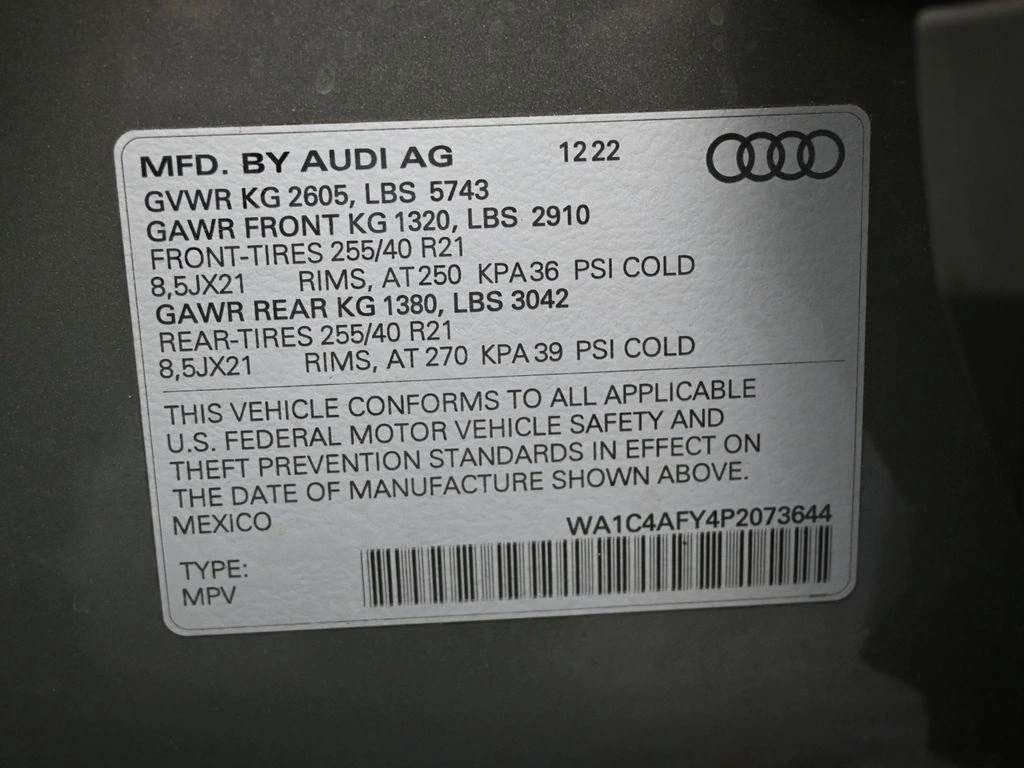 MFD. BY AUDI AG 12 22
GVWR KG 2605, LBS 5743
GAWR FRONT KG 1320, LBS 2910
FRONT-TIRES 255/40 R21
8,5JX21 RIMS, AT 250 KPA 36 PSI COLD
GAWR REAR KG 1380, LBS 3042
REAR-TIRES 255/40 R21
8,5JX21 RIMS, AT 270 KPA 39 PSI COLD
THIS VEHICLE CONFORMS TO ALL APPLICABLE
U.S. FEDERAL MOTOR VEHICLE SAFETY AND
THEFT PREVENTION STANDARDS IN EFFECT ON
THE DATE OF MANUFACTURE SHOWN ABOVE.
MEXICO WA1C4AFY4P2073644
TYPE:
MPV